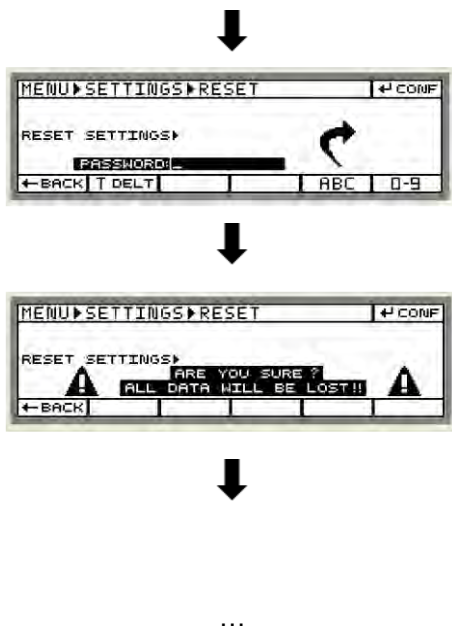 MENU▶SETTINGS▶RESET ↵ CONF
RESET SETTINGS▶
PASSWORD:_
←BACK T DELT ABC 0-9
MENU▶SETTINGS▶RESET ↵ CONF
RESET SETTINGS▶
ARE YOU SURE ?
ALL DATA WILL BE LOST!!
←BACK
...